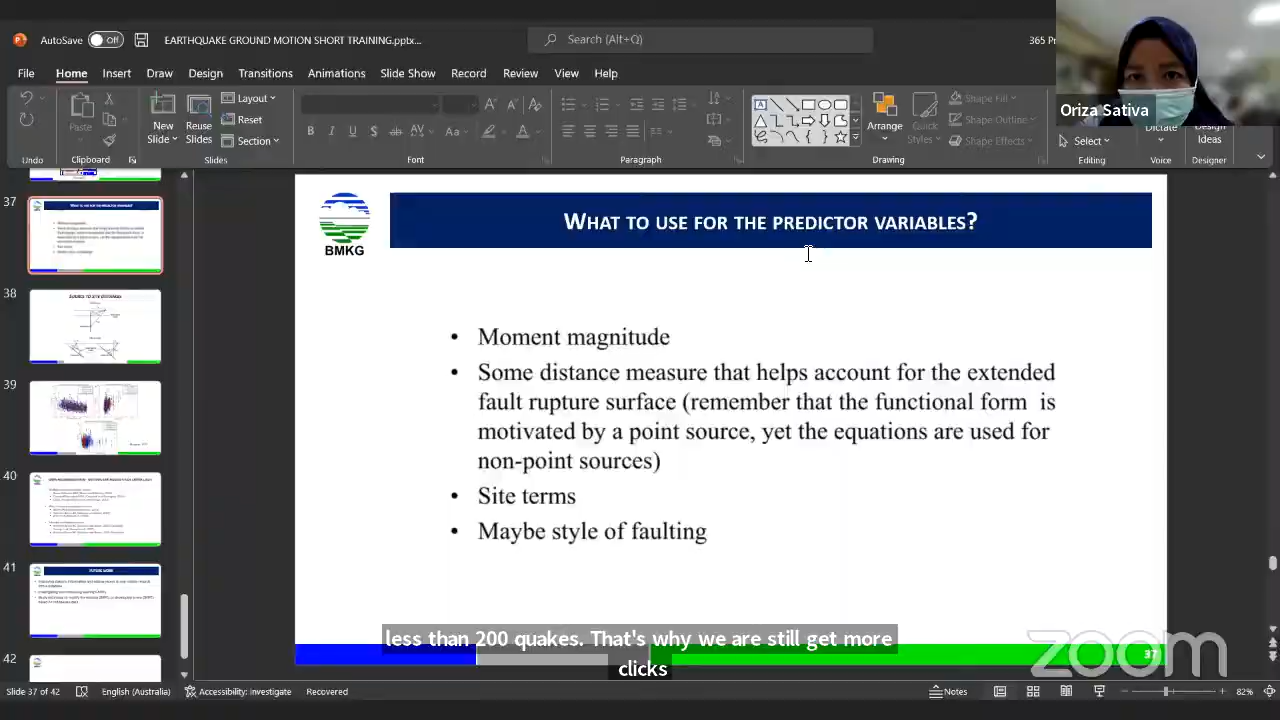 AutoSave
Off
EARTHQUAKE GROUND MOTION SHORT TRAINING.pptx...
Search (Alt+Q)
365 Pr
Oriza Sativa
File Home Insert Draw Design Transitions Animations Slide Show Record Review View Help
Paste
New Slide
Reuse Slides
Layout
Reset
Section
Arrange
Quick Styles
Shape Fill
Shape Outline
Shape Effects
Select
Dictate
Design Ideas
Undo Clipboard Slides Font Paragraph Drawing Editing Voice Designer
37
38
39
40
41
42
BMKG
WHAT TO USE FOR THE PREDICTOR VARIABLES?
• Moment magnitude
• Some distance measure that helps account for the extended
fault rupture surface (remember that the functional form is
motivated by a point source, yet the equations are used for
non-point sources)
• Site terms
• Maybe style of faulting
less than 200 quakes. That's why we are still get more
clicks
37
zoom
Slide 37 of 42 English (Australia) Accessibility: investigate Recovered Notes 82%